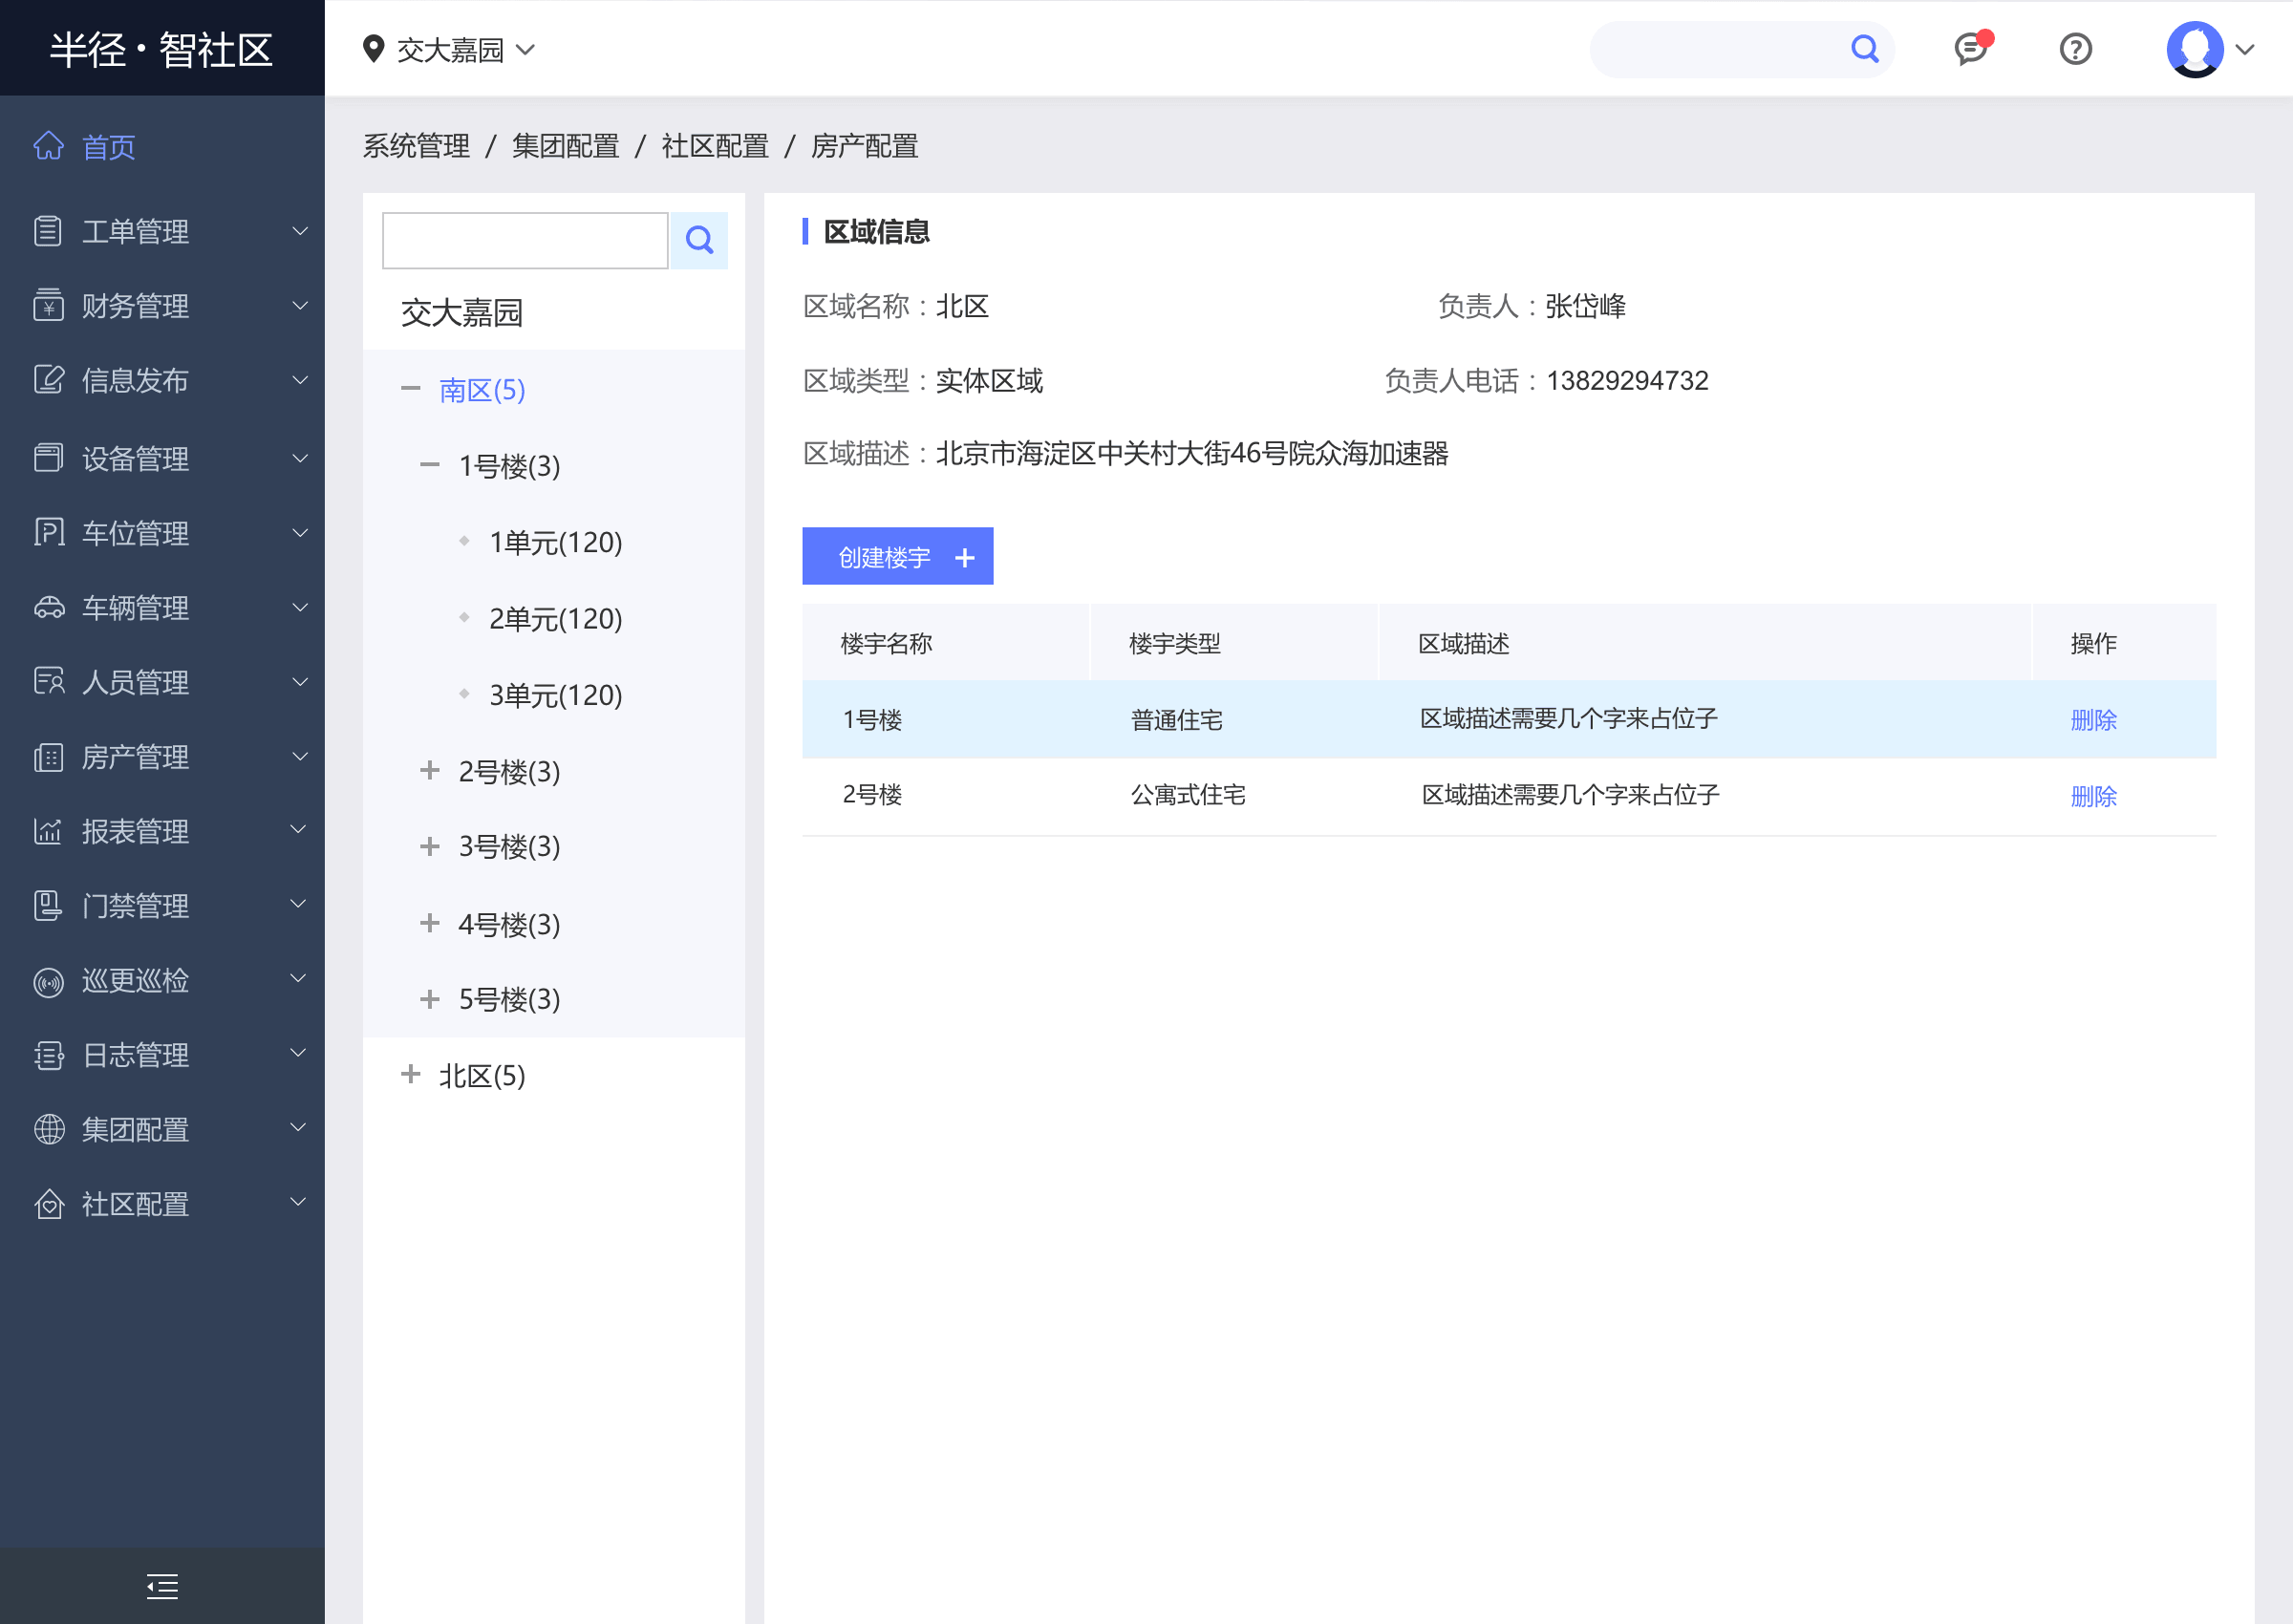 半径·智社区
交大嘉园
首页
工单管理
财务管理
信息发布
设备管理
车位管理
车辆管理
人员管理
房产管理
报表管理
门禁管理
巡更巡检
日志管理
集团配置
社区配置
系统管理 / 集团配置 / 社区配置 / 房产配置
交大嘉园
南区(5)
1号楼(3)
1单元(120)
2单元(120)
3单元(120)
2号楼(3)
3号楼(3)
4号楼(3)
5号楼(3)
北区(5)
区域信息
区域名称：北区 负责人：张岱峰
区域类型：实体区域 负责人电话：13829294732
区域描述：北京市海淀区中关村大街46号院众海加速器
创建楼宇 +
楼宇名称 楼宇类型 区域描述 操作
1号楼 普通住宅 区域描述需要几个字来占位子 删除
2号楼 公寓式住宅 区域描述需要几个字来占位子 删除